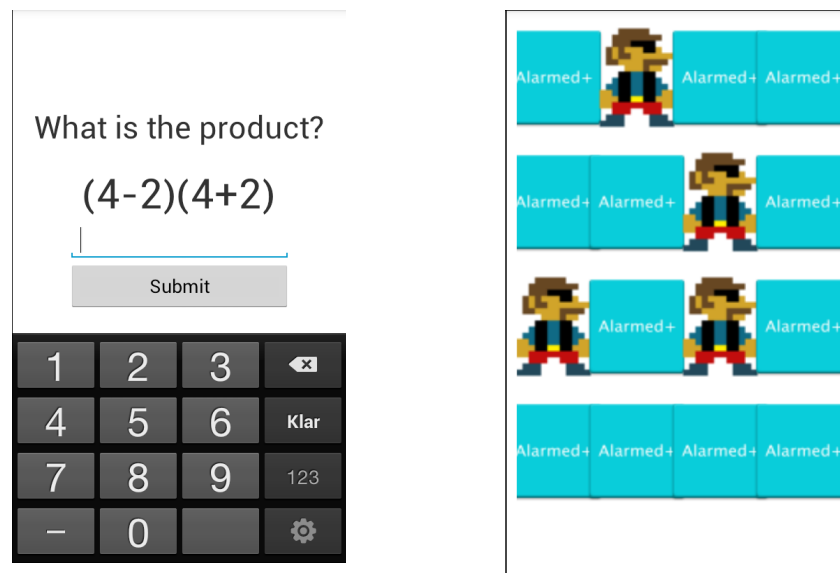 What is the product?
(4-2)(4+2)
Submit
1 2 3
4 5 6 Klar
7 8 9 123
– 0
Alarmed+ Alarmed+ Alarmed+
Alarmed+ Alarmed+ Alarmed+
Alarmed+ Alarmed+
Alarmed+ Alarmed+ Alarmed+ Alarmed+